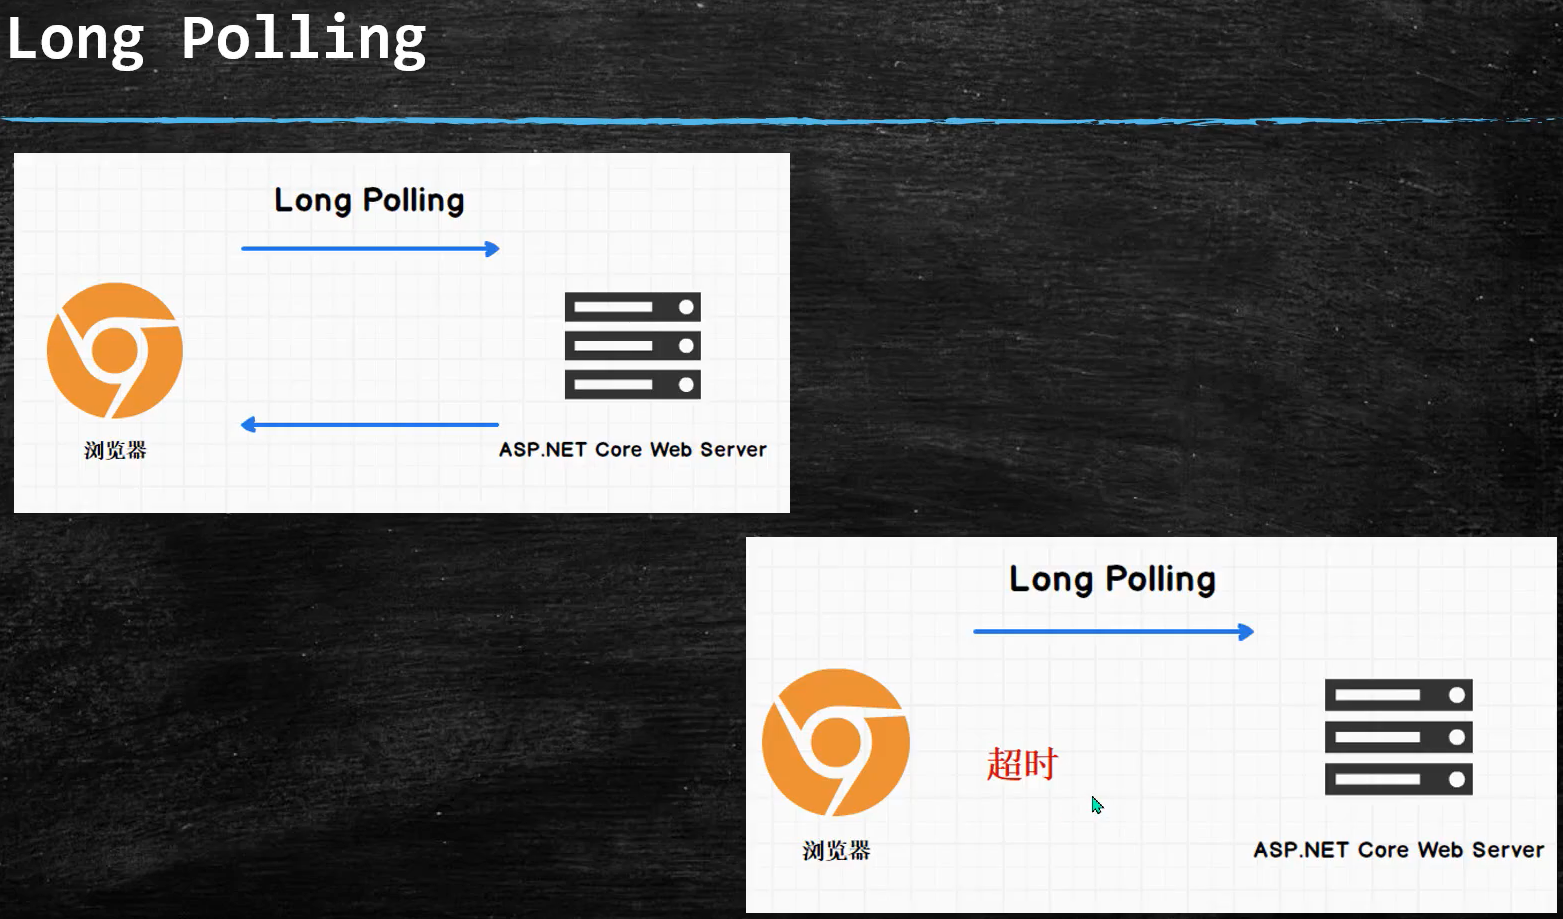 Long Polling
Long Polling
浏览器
ASP.NET Core Web Server
Long Polling
超时
浏览器
ASP.NET Core Web Server